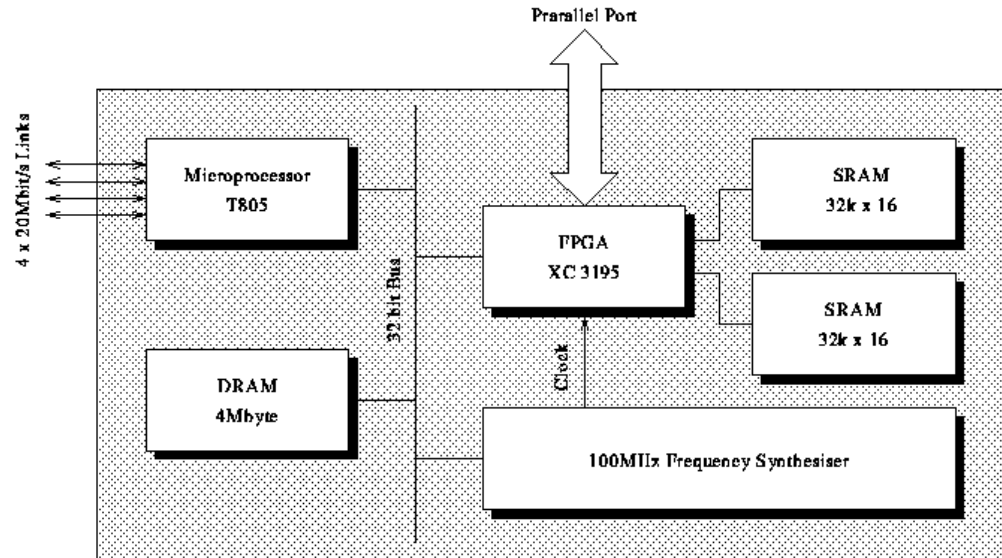 Prarallel Port
4 x 20Mbit/s Links
Microprocessor
T805
32 bit Bus
FPGA
XC 3195
SRAM
32k x 16
SRAM
32k x 16
DRAM
4Mbyte
Clock
100MHz Frequency Synthesiser